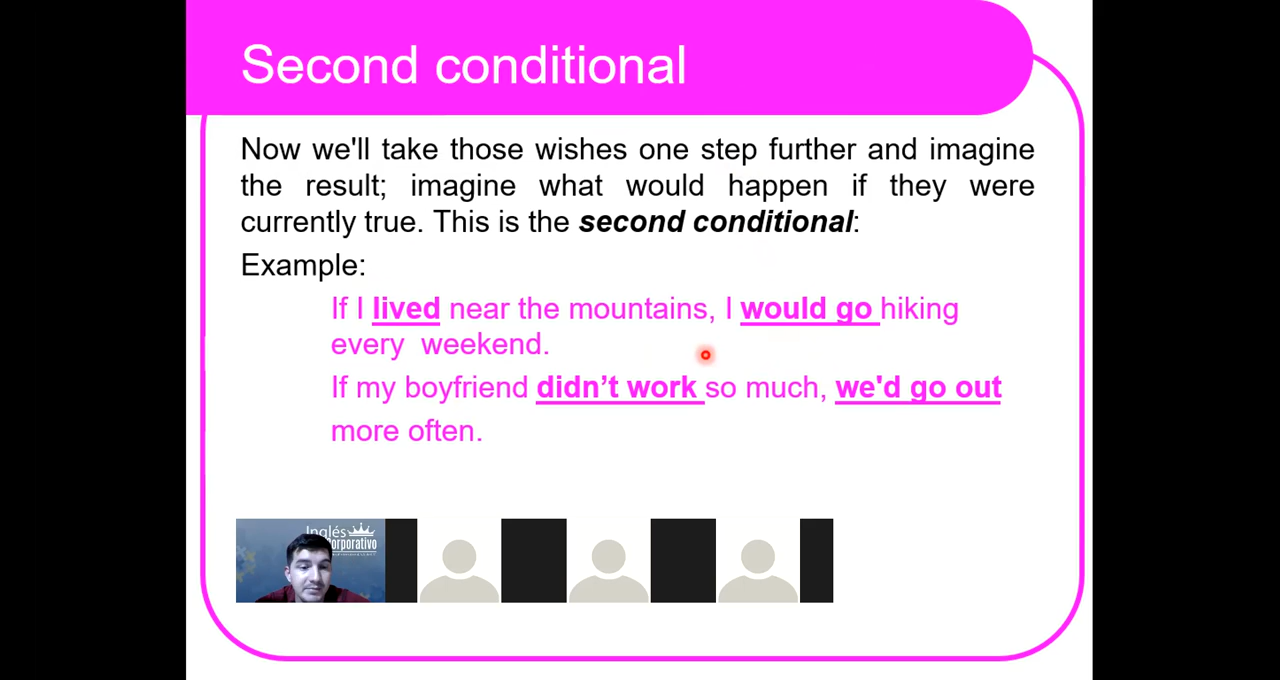 Second conditional
Now we'll take those wishes one step further and imagine
the result; imagine what would happen if they were
currently true. This is the second conditional:
Example:
If I lived near the mountains, I would go hiking
every weekend.
If my boyfriend didn’t work so much, we'd go out
more often.
Inglés